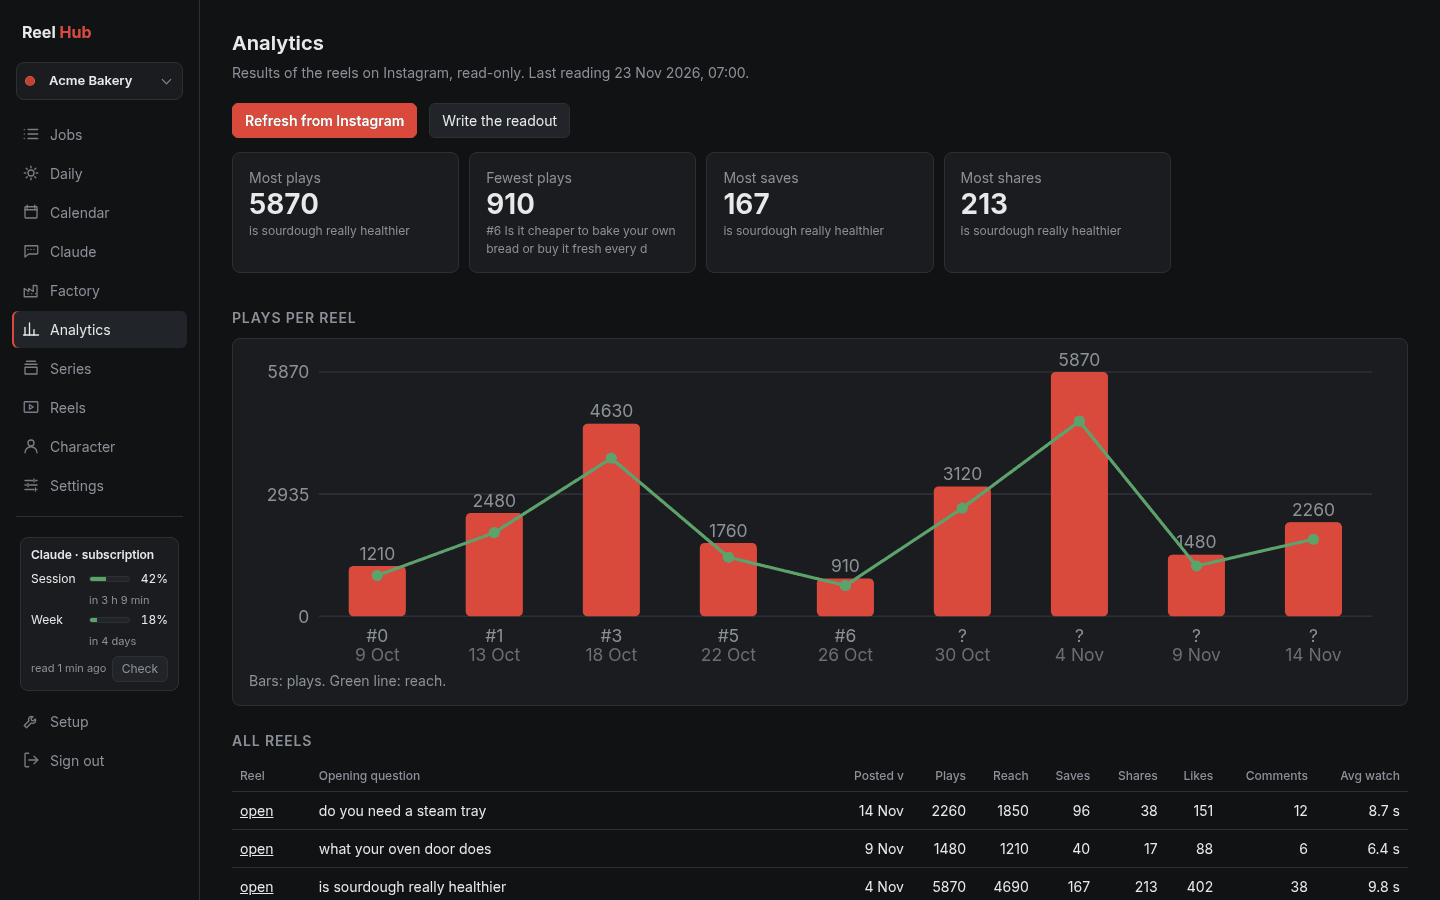 Reel Hub
Acme Bakery
Jobs
Daily
Calendar
Claude
Factory
Analytics
Series
Reels
Character
Settings
Claude · subscription
Session 42%
in 3 h 9 min
Week 18%
in 4 days
read 1 min ago Check
Setup
Sign out
Analytics
Results of the reels on Instagram, read-only. Last reading 23 Nov 2026, 07:00.
Refresh from Instagram Write the readout
Most plays
5870
is sourdough really healthier
Fewest plays
910
#6 Is it cheaper to bake your own
bread or buy it fresh every d
Most saves
167
is sourdough really healthier
Most shares
213
is sourdough really healthier
PLAYS PER REEL
5870
2935
0
1210 2480 4630 1760 910 3120 5870 1480 2260
#0 #1 #3 #5 #6 ? ? ? ?
9 Oct 13 Oct 18 Oct 22 Oct 26 Oct 30 Oct 4 Nov 9 Nov 14 Nov
Bars: plays. Green line: reach.
ALL REELS
Reel Opening question Posted v Plays Reach Saves Shares Likes Comments Avg watch
open do you need a steam tray 14 Nov 2260 1850 96 38 151 12 8.7 s
open what your oven door does 9 Nov 1480 1210 40 17 88 6 6.4 s
open is sourdough really healthier 4 Nov 5870 4690 167 213 402 38 9.8 s